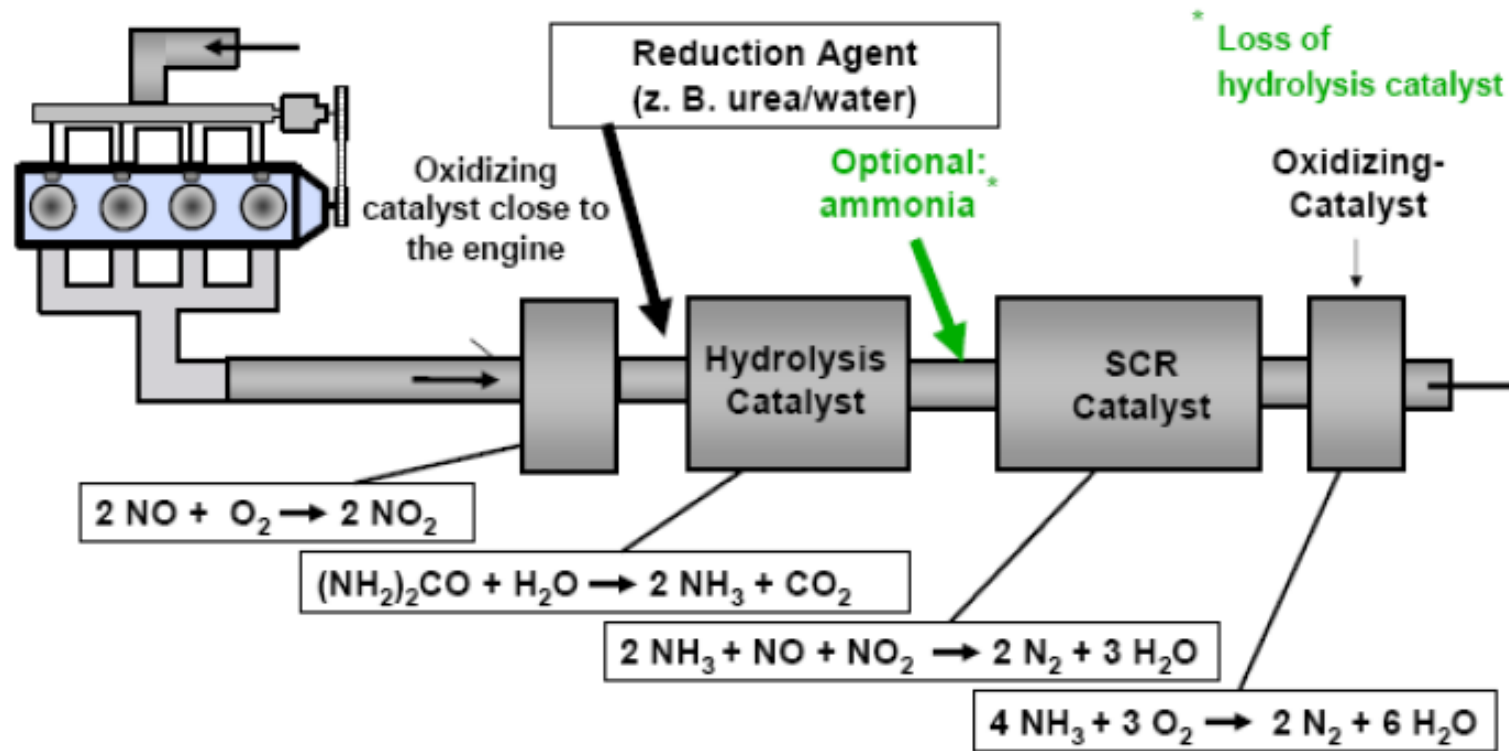 Reduction Agent
(z. B. urea/water)
* Loss of
hydrolysis catalyst
Oxidizing
catalyst close to
the engine
Optional:
ammonia*
Oxidizing-
Catalyst
Hydrolysis
Catalyst
SCR
Catalyst
2 NO + O₂ → 2 NO₂
(NH₂)₂CO + H₂O → 2 NH₃ + CO₂
2 NH₃ + NO + NO₂ → 2 N₂ + 3 H₂O
4 NH₃ + 3 O₂ → 2 N₂ + 6 H₂O